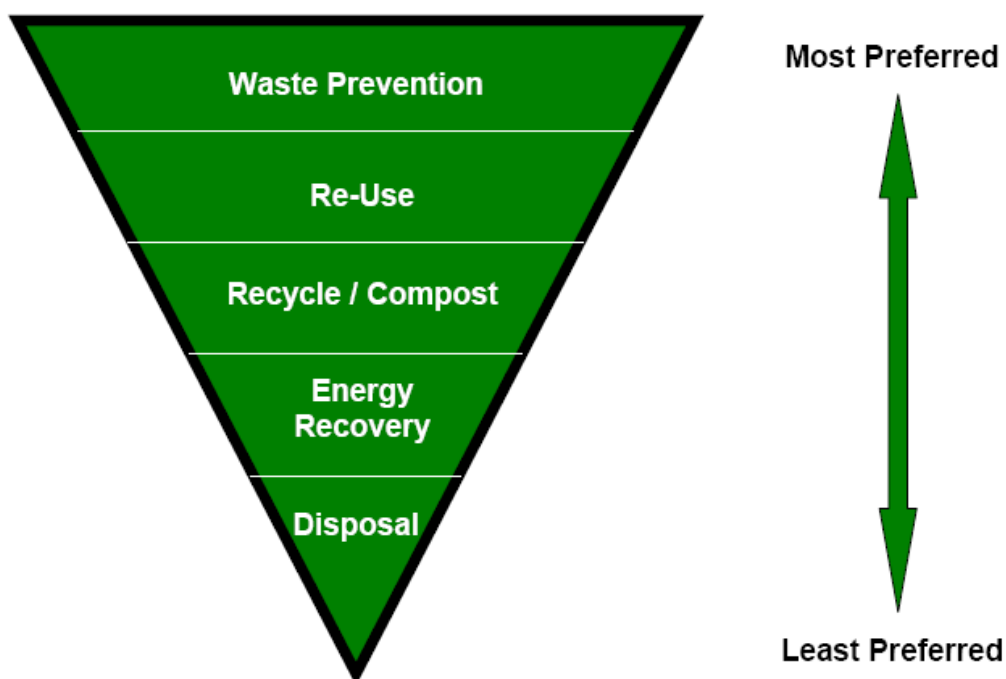 Waste Prevention
Most Preferred
Re-Use
Recycle / Compost
Energy
Recovery
Disposal
Least Preferred